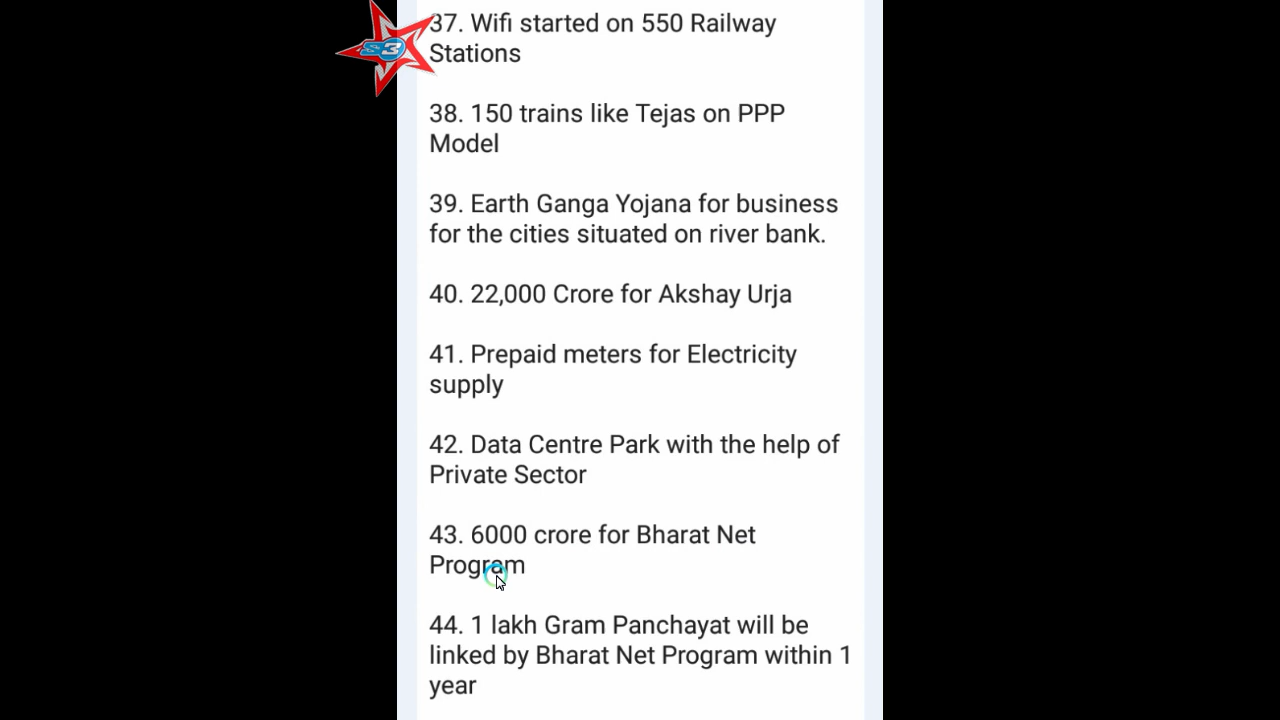 S3
37. Wifi started on 550 Railway
Stations
38. 150 trains like Tejas on PPP
Model
39. Earth Ganga Yojana for business
for the cities situated on river bank.
40. 22,000 Crore for Akshay Urja
41. Prepaid meters for Electricity
supply
42. Data Centre Park with the help of
Private Sector
43. 6000 crore for Bharat Net
Program
44. 1 lakh Gram Panchayat will be
linked by Bharat Net Program within 1
year